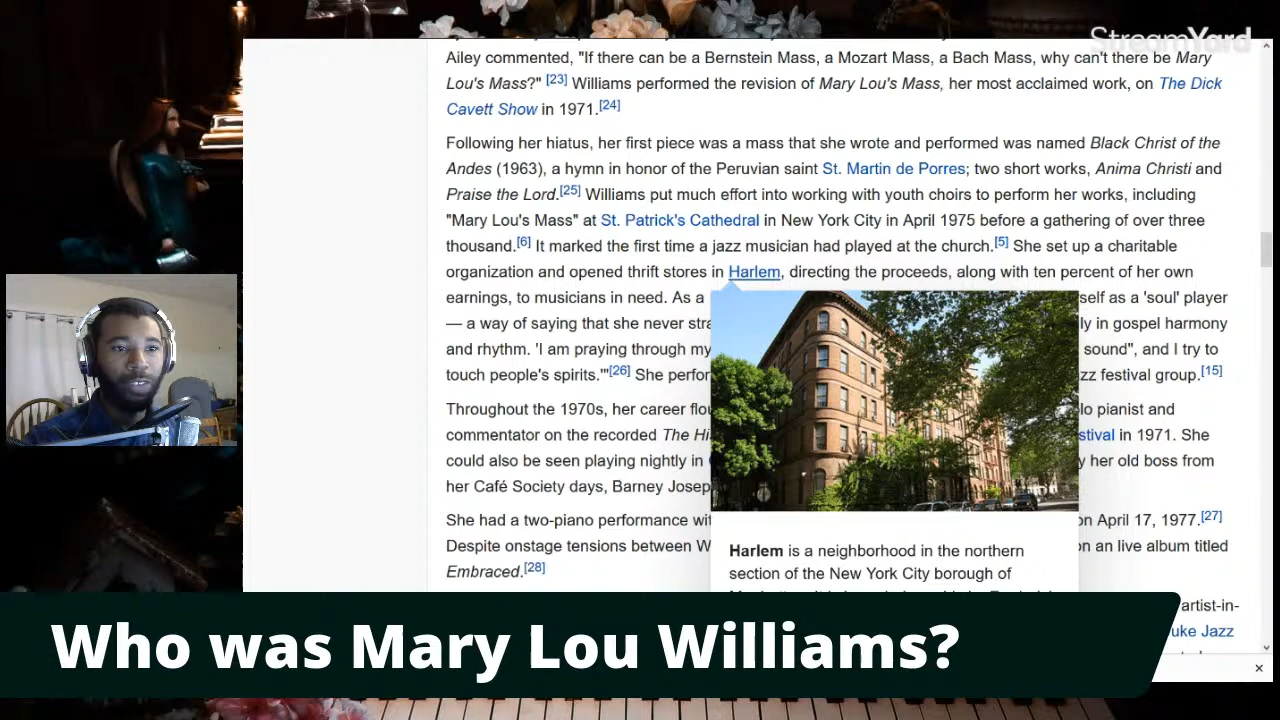 StreamYard
Ailey commented, "If there can be a Bernstein Mass, a Mozart Mass, a Bach Mass, why can't there be Mary
Lou's Mass?" [23] Williams performed the revision of Mary Lou's Mass, her most acclaimed work, on The Dick
Cavett Show in 1971.[24]
Following her hiatus, her first piece was a mass that she wrote and performed was named Black Christ of the
Andes (1963), a hymn in honor of the Peruvian saint St. Martin de Porres; two short works, Anima Christi and
Praise the Lord.[25] Williams put much effort into working with youth choirs to perform her works, including
"Mary Lou's Mass" at St. Patrick's Cathedral in New York City in April 1975 before a gathering of over three
thousand.[6] It marked the first time a jazz musician had played at the church.[5] She set up a charitable
organization and opened thrift stores in Harlem, directing the proceeds, along with ten percent of her own
earnings, to musicians in need. As a self as a 'soul' player
— a way of saying that she never stra ly in gospel harmony
and rhythm. 'I am praying through my sound", and I try to
touch people's spirits.'"[26] She perfor zz festival group.[15]
Throughout the 1970s, her career flou lo pianist and
commentator on the recorded The Hi stival in 1971. She
could also be seen playing nightly in y her old boss from
her Café Society days, Barney Josep
She had a two-piano performance wit on April 17, 1977.[27]
Despite onstage tensions between W on an live album titled
Embraced.[28]
Harlem is a neighborhood in the northern
section of the New York City borough of
artist-in-
uke Jazz
Who was Mary Lou Williams?